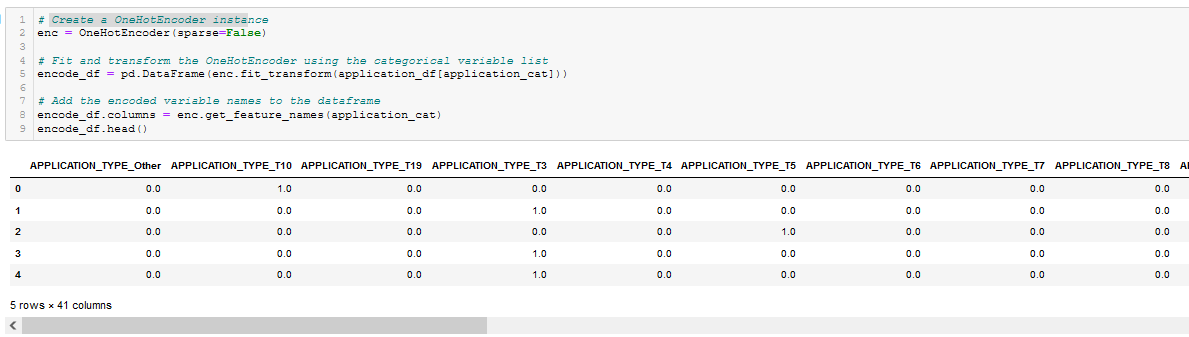 1 # Create a OneHotEncoder instance
2 enc = OneHotEncoder(sparse=False)
3
4 # Fit and transform the OneHotEncoder using the categorical variable list
5 encode_df = pd.DataFrame(enc.fit_transform(application_df[application_cat]))
6
7 # Add the encoded variable names to the dataframe
8 encode_df.columns = enc.get_feature_names(application_cat)
9 encode_df.head()
APPLICATION_TYPE_Other APPLICATION_TYPE_T10 APPLICATION_TYPE_T19 APPLICATION_TYPE_T3 APPLICATION_TYPE_T4 APPLICATION_TYPE_T5 APPLICATION_TYPE_T6 APPLICATION_TYPE_T7 APPLICATION_TYPE_T8
0 0.0 1.0 0.0 0.0 0.0 0.0 0.0 0.0 0.0
1 0.0 0.0 0.0 1.0 0.0 0.0 0.0 0.0 0.0
2 0.0 0.0 0.0 0.0 0.0 1.0 0.0 0.0 0.0
3 0.0 0.0 0.0 1.0 0.0 0.0 0.0 0.0 0.0
4 0.0 0.0 0.0 1.0 0.0 0.0 0.0 0.0 0.0
5 rows × 41 columns